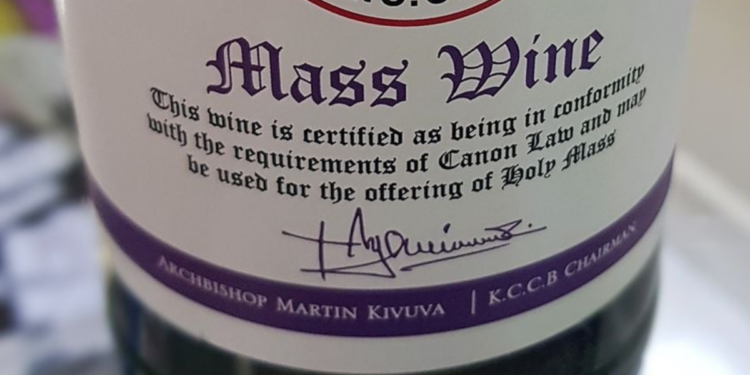 Mass Wine
This wine is certified as being in conformity
with the requirements of Canon Law and may
be used for the offering of Holy Mass
ARCHBISHOP MARTIN KIVUVA | K.C.C.B CHAIRMAN